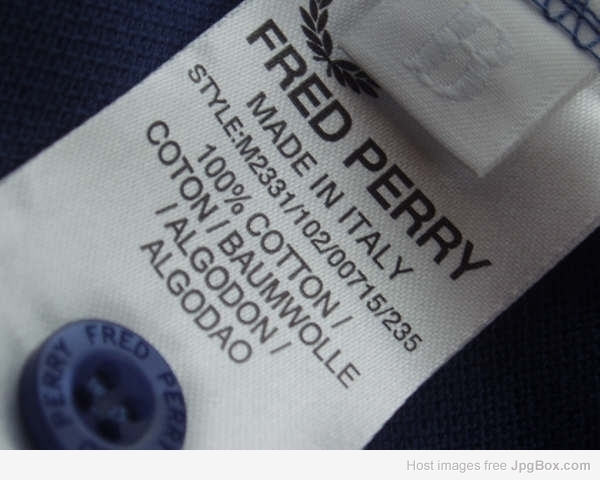 FRED PERRY
MADE IN ITALY
STYLE:M2331/102/00715/235
100% COTTON /
COTON / BAUMWOLLE
/ ALGODON /
ALGODAO
FRED PERRY
PERRY
Host images free JpgBox.com